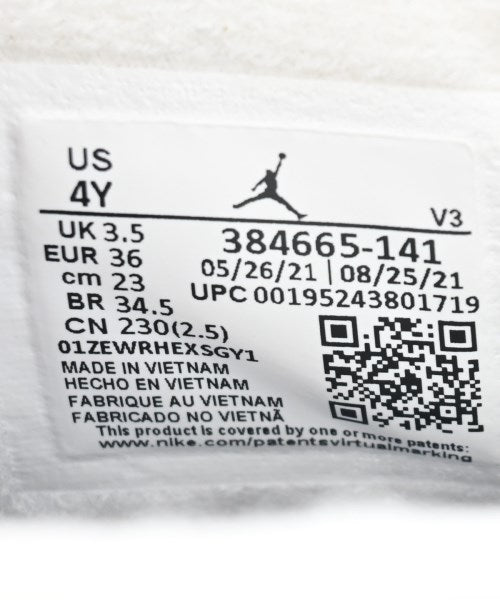 US
4Y
V3
UK 3.5
EUR 36
cm 23
BR 34.5
CN 230(2.5)
384665-141
05/26/21 | 08/25/21
UPC 00195243801719
01ZEWRHEXSGY1
MADE IN VIETNAM
HECHO EN VIETNAM
FABRIQUE AU VIETNAM
FABRICADO NO VIETNÃ
This product is covered by one or more patents:
www.nike.com/patentsvirtualmarking